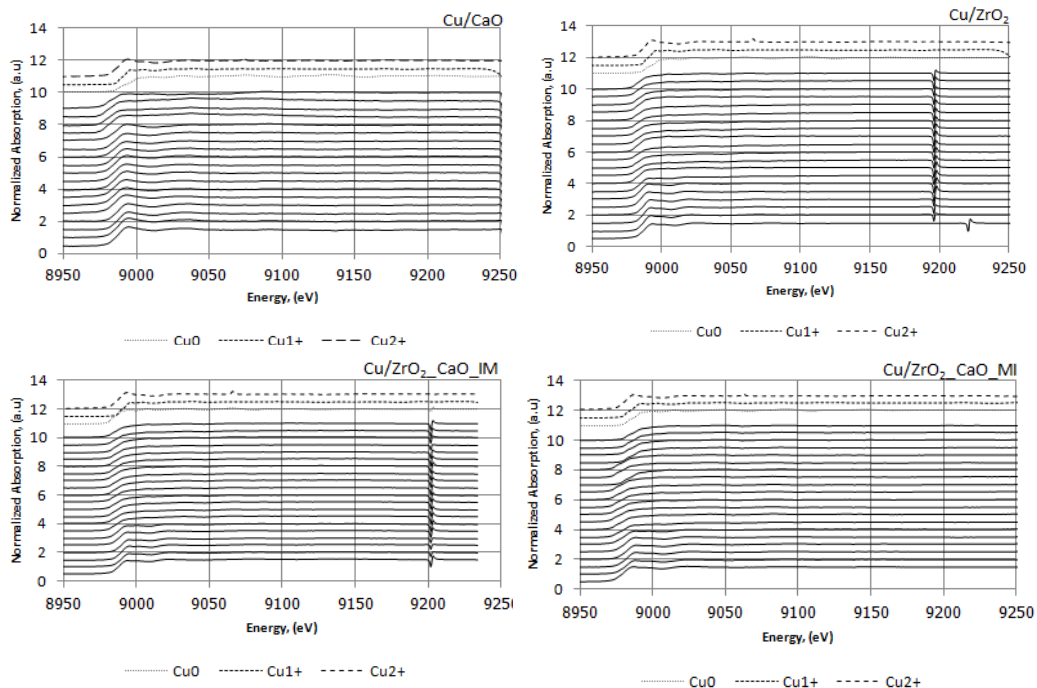 Cu/CaO
Normalized Absorption, (a.u)
14
12
10
8
6
4
2
0
8950 9000 9050 9100 9150 9200 9250
Energy, (eV)
Cu0 Cu1+ Cu2+
Cu/ZrO₂
Normalized Absorption, (a.u)
14
12
10
8
6
4
2
0
8950 9000 9050 9100 9150 9200 9250
Energy, (eV)
Cu0 Cu1+ Cu2+
Cu/ZrO₂_CaO_IM
Normalized Absorption, (a.u)
14
12
10
8
6
4
2
0
8950 9000 9050 9100 9150 9200 925
Energy, (eV)
Cu0 Cu1+ Cu2+
Cu/ZrO₂_CaO_MI
Normalized Absorption, (a.u)
14
12
10
8
6
4
2
0
8950 9000 9050 9100 9150 9200 9250
Energy, (eV)
Cu0 Cu1+ Cu2+